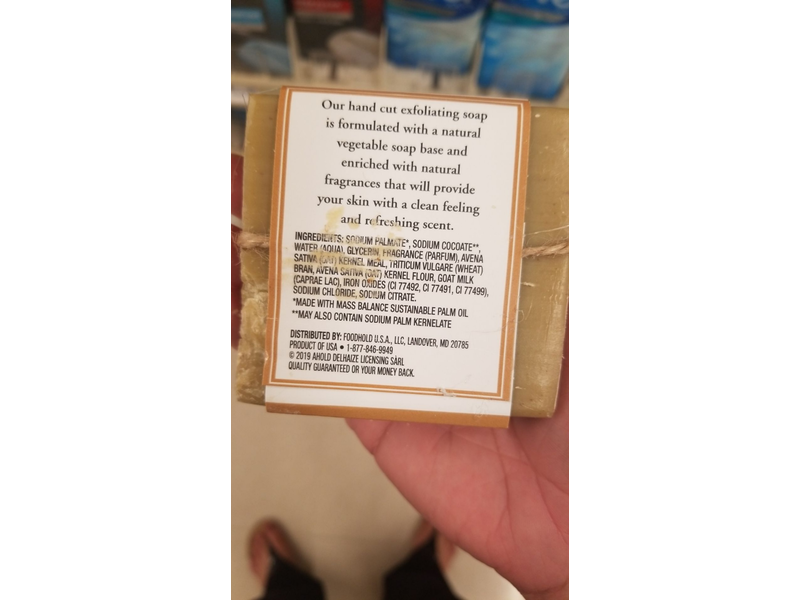 Our hand cut exfoliating soap
is formulated with a natural
vegetable soap base and
enriched with natural
fragrances that will provide
your skin with a clean feeling
and refreshing scent.
INGREDIENTS: SODIUM PALMATE*, SODIUM COCOATE**,
WATER (AQUA), GLYCERIN, FRAGRANCE (PARFUM), AVENA
SATIVA (OAT) KERNEL MEAL, TRITICUM VULGARE (WHEAT)
BRAN, AVENA SATIVA (OAT) KERNEL FLOUR, GOAT MILK
(CAPRAE LAC), IRON OXIDES (CI 77492, CI 77491, CI 77499),
SODIUM CHLORIDE, SODIUM CITRATE.
*MADE WITH MASS BALANCE SUSTAINABLE PALM OIL
**MAY ALSO CONTAIN SODIUM PALM KERNELATE
DISTRIBUTED BY: FOODHOLD U.S.A., LLC, LANDOVER, MD 20785
PRODUCT OF USA • 1-877-846-9949
© 2019 AHOLD DELHAIZE LICENSING SÀRL
QUALITY GUARANTEED OR YOUR MONEY BACK.